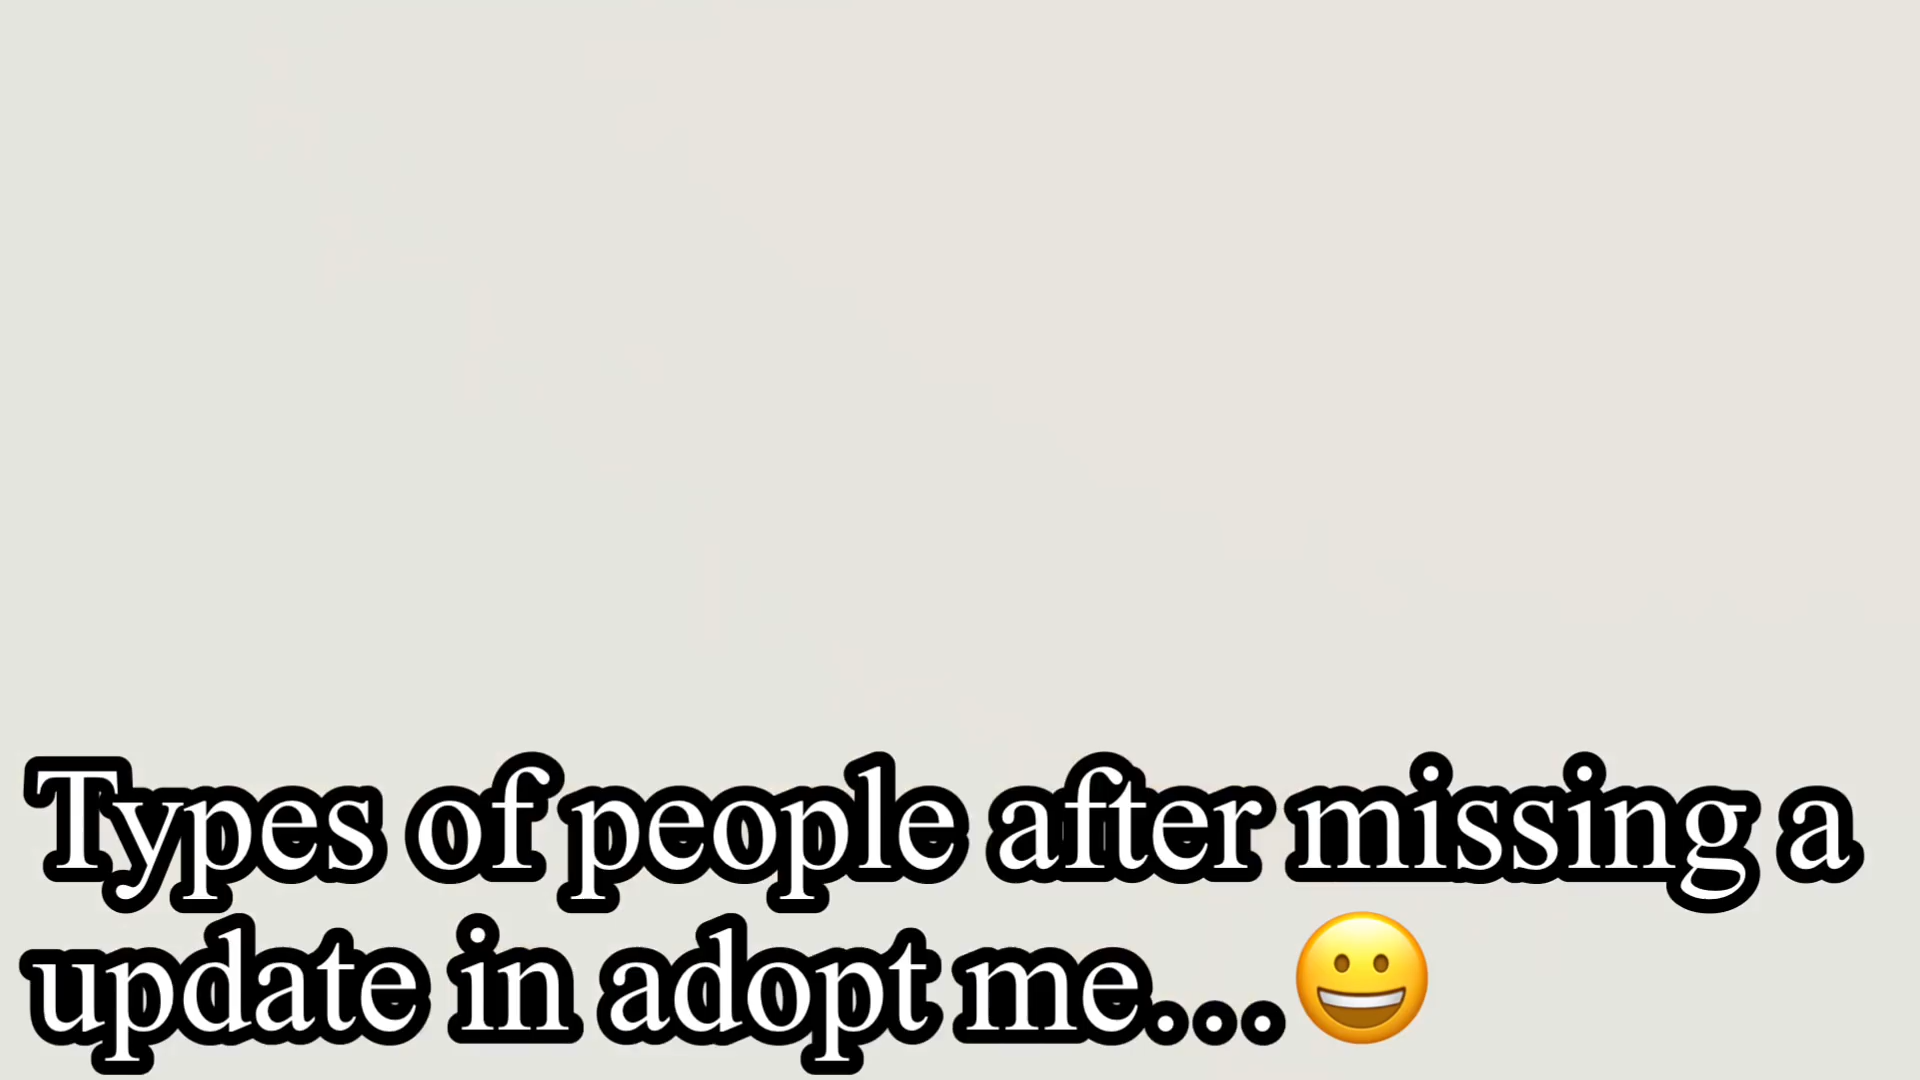 Types of people after missing a
update in adopt me...😀